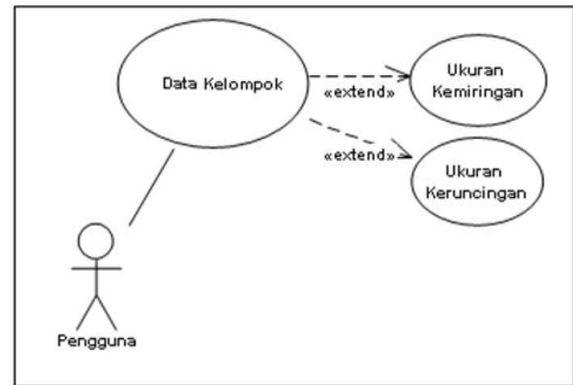 Data Kelompok
Ukuran
Kemiringan
«extend»
«extend»
Ukuran
Keruncingan
Pengguna